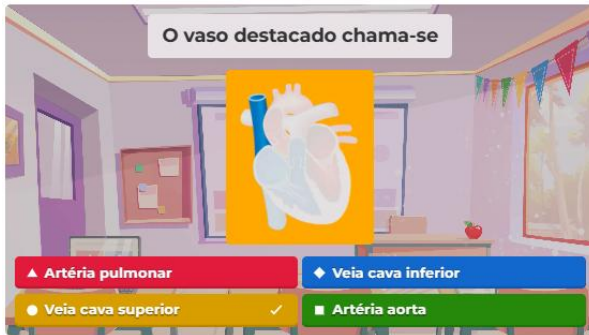 O vaso destacado chama-se
Artéria pulmonar
Veia cava inferior
Veia cava superior
Artéria aorta